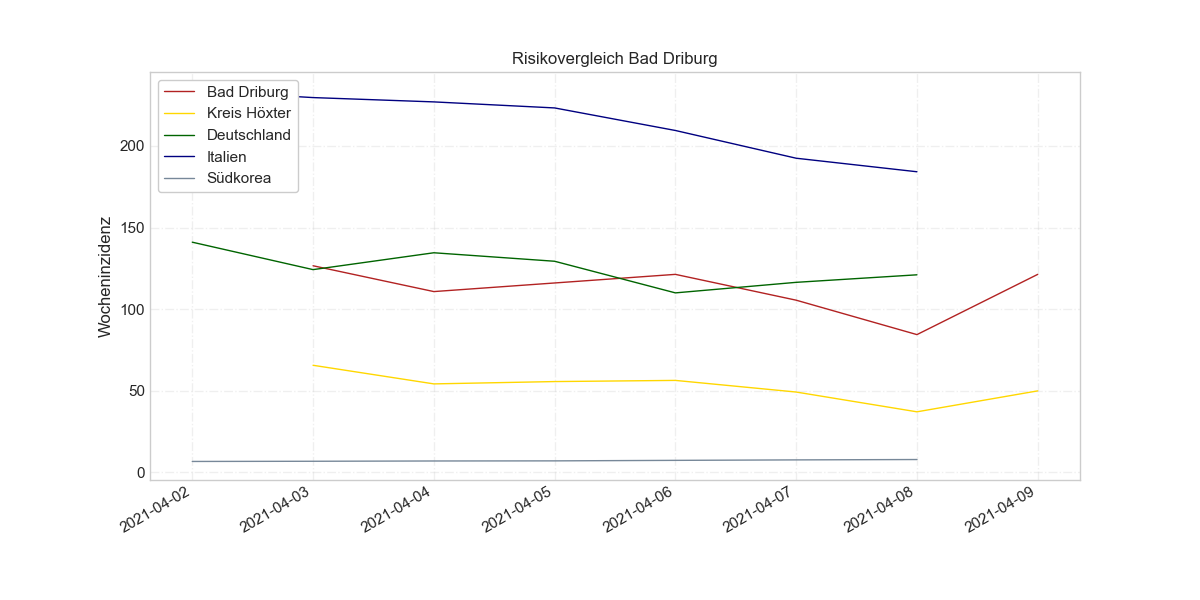 Risikovergleich Bad Driburg
Bad Driburg
Kreis Höxter
Deutschland
Italien
Südkorea
Wocheninzidenz
200
150
100
50
0
2021-04-02
2021-04-03
2021-04-04
2021-04-05
2021-04-06
2021-04-07
2021-04-08
2021-04-09